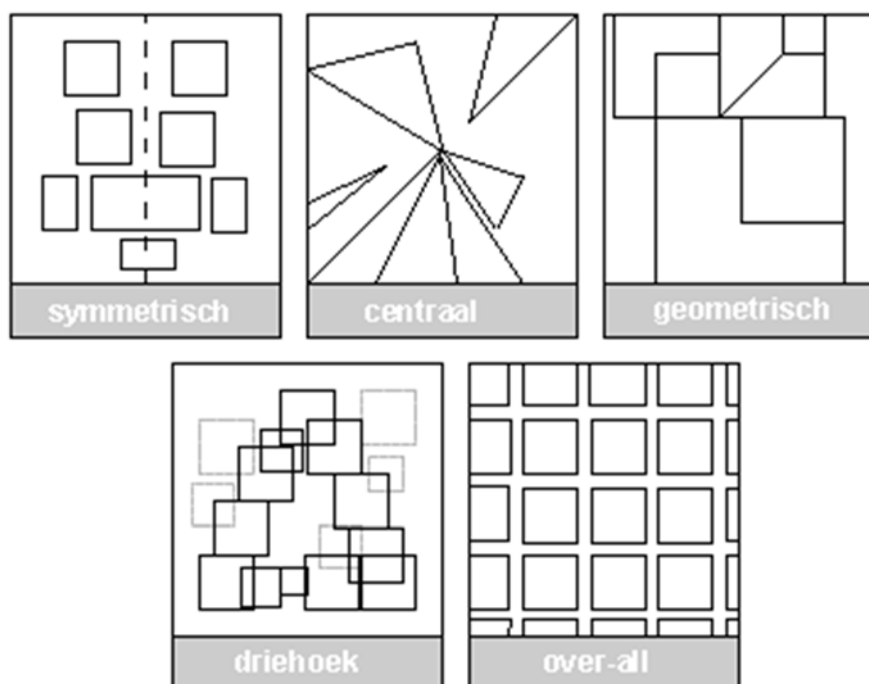 symmetrisch
centraal
geometrisch
driehoek
over-all